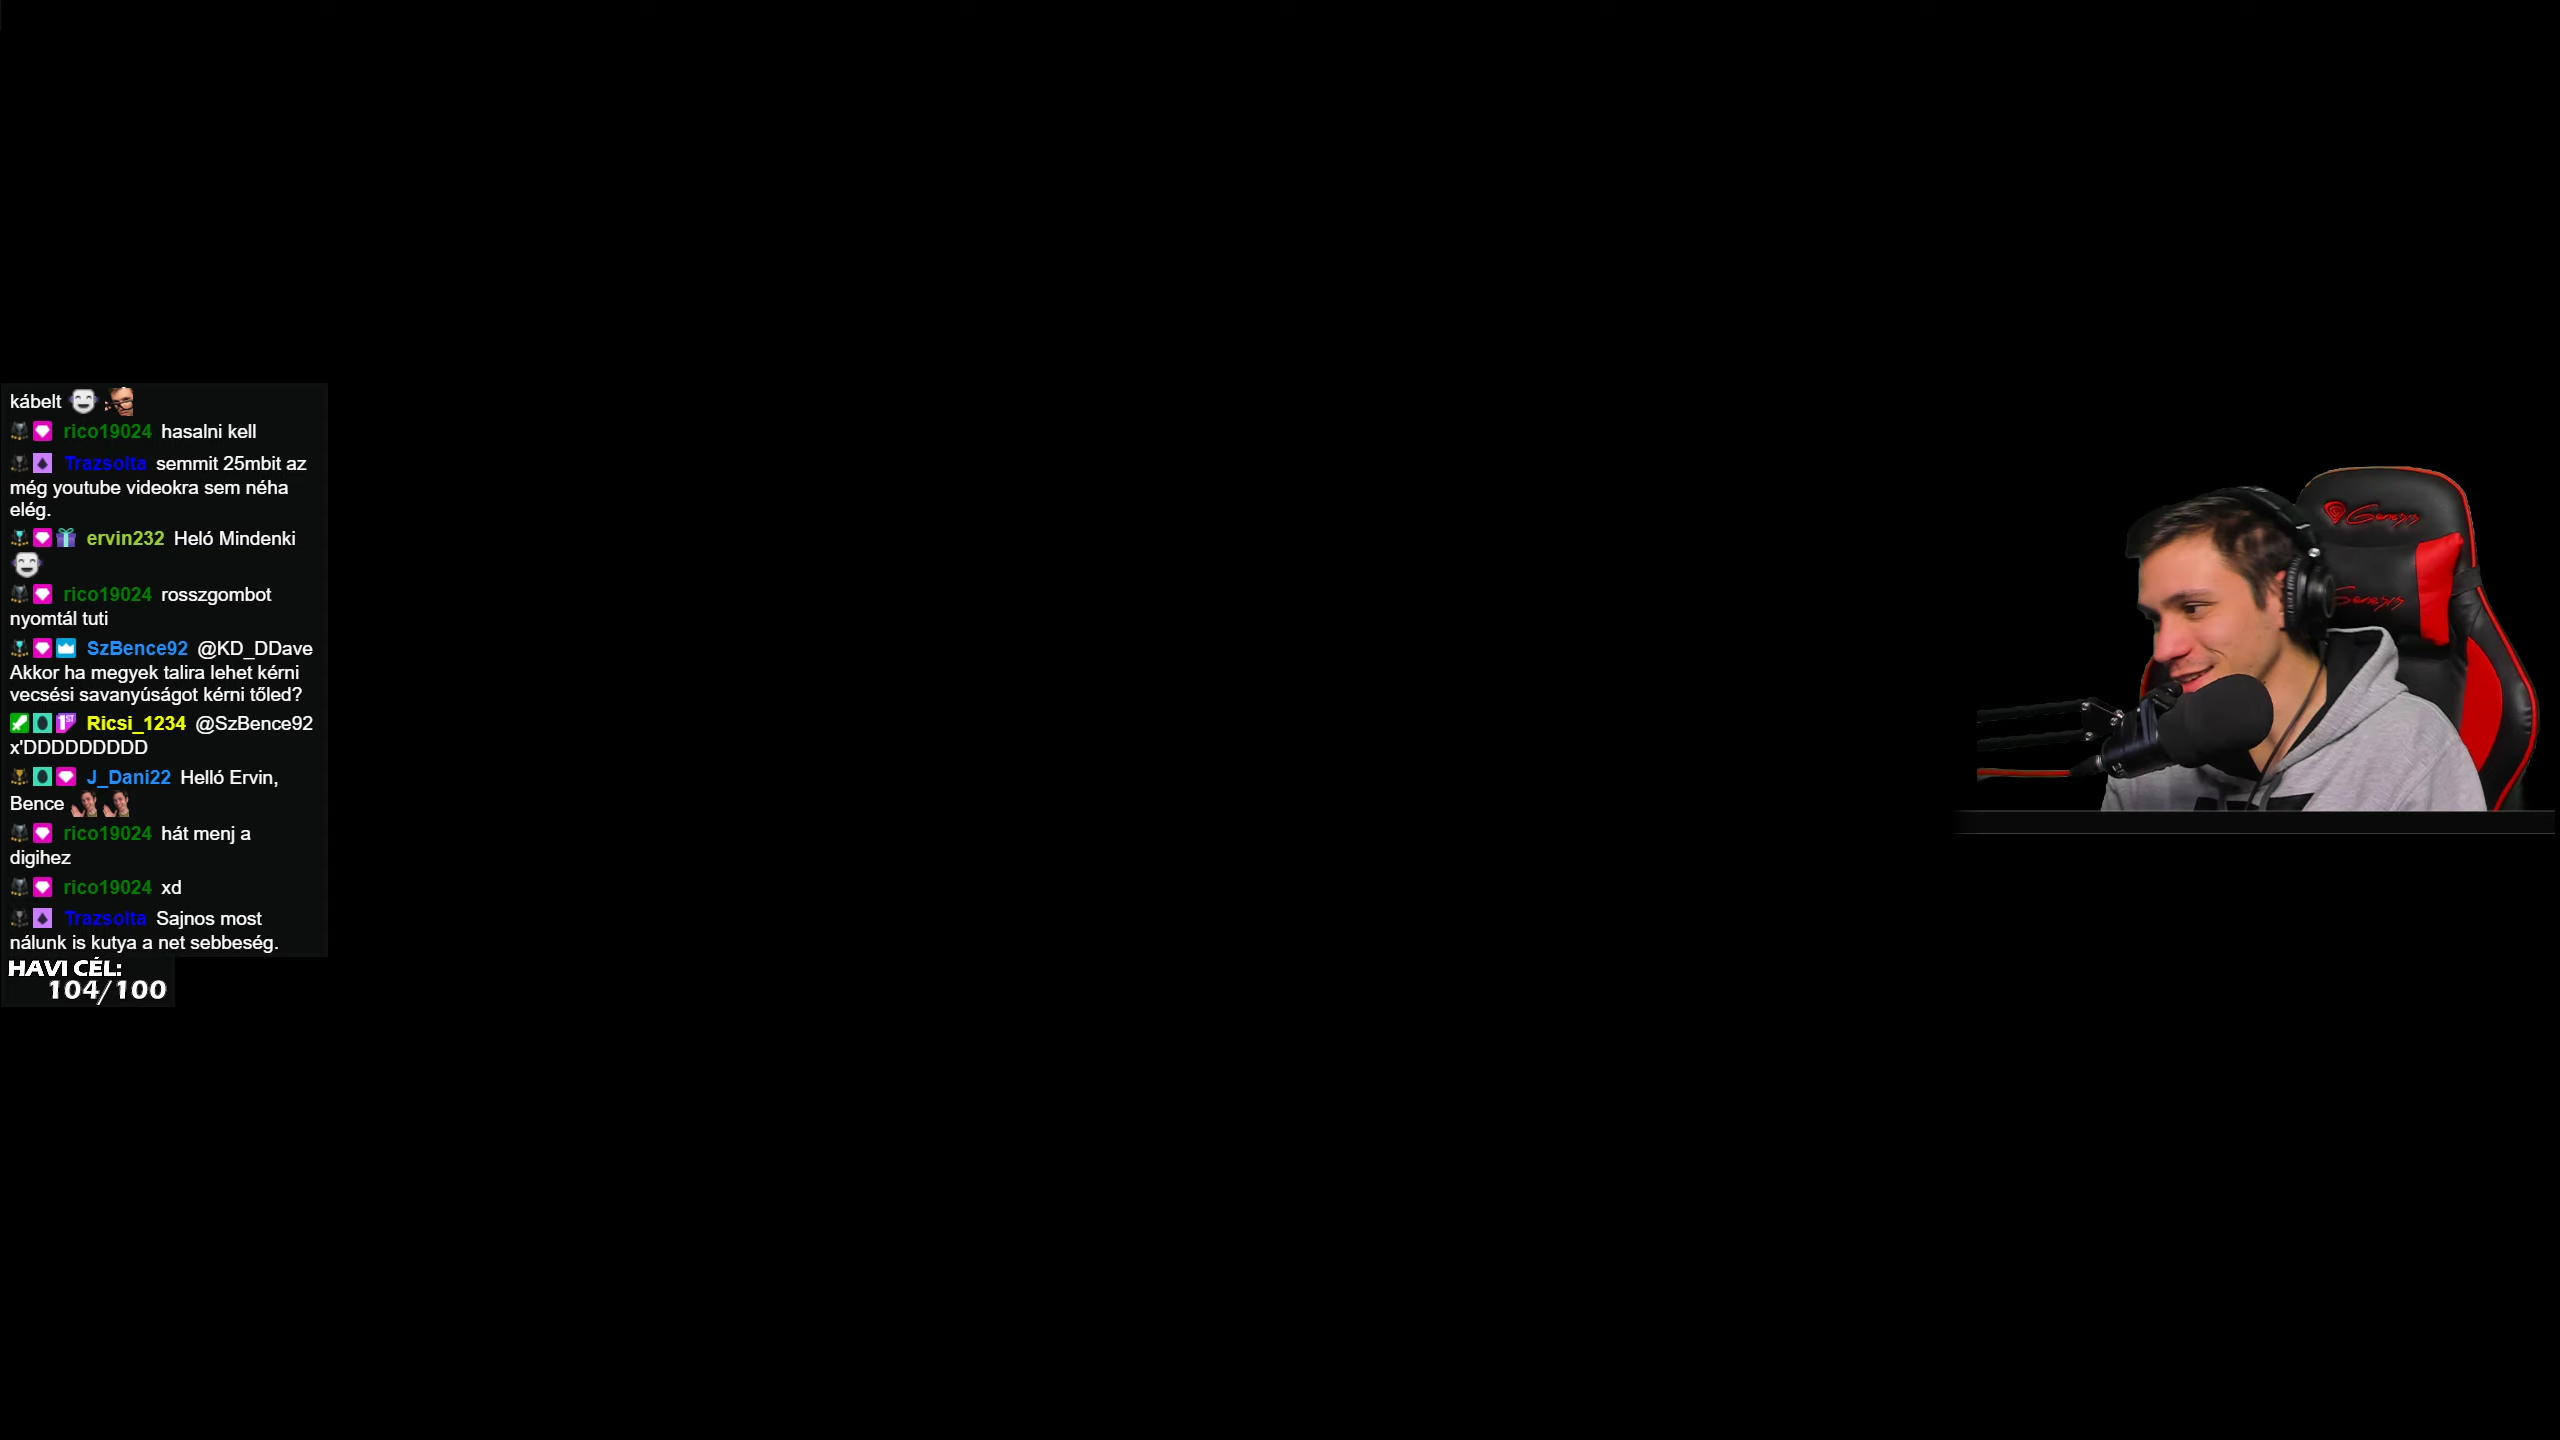 kábelt
rico19024 hasalni kell
Trazsolta semmit 25mbit az
még youtube videokra sem néha
elég.
ervin232 Heló Mindenki
rico19024 rosszgombot
nyomtál tuti
SzBence92 @KD_DDave
Akkor ha megyek talira lehet kérni
vecsési savanyúságot kérni tőled?
1ST Ricsi_1234 @SzBence92
x'DDDDDDDDD
J_Dani22 Helló Ervin,
Bence
rico19024 hát menj a
digihez
rico19024 xd
Trazsolta Sajnos most
nálunk is kutya a net sebbeség.
HAVI CÉL:
104/100
Genesis
Genesis